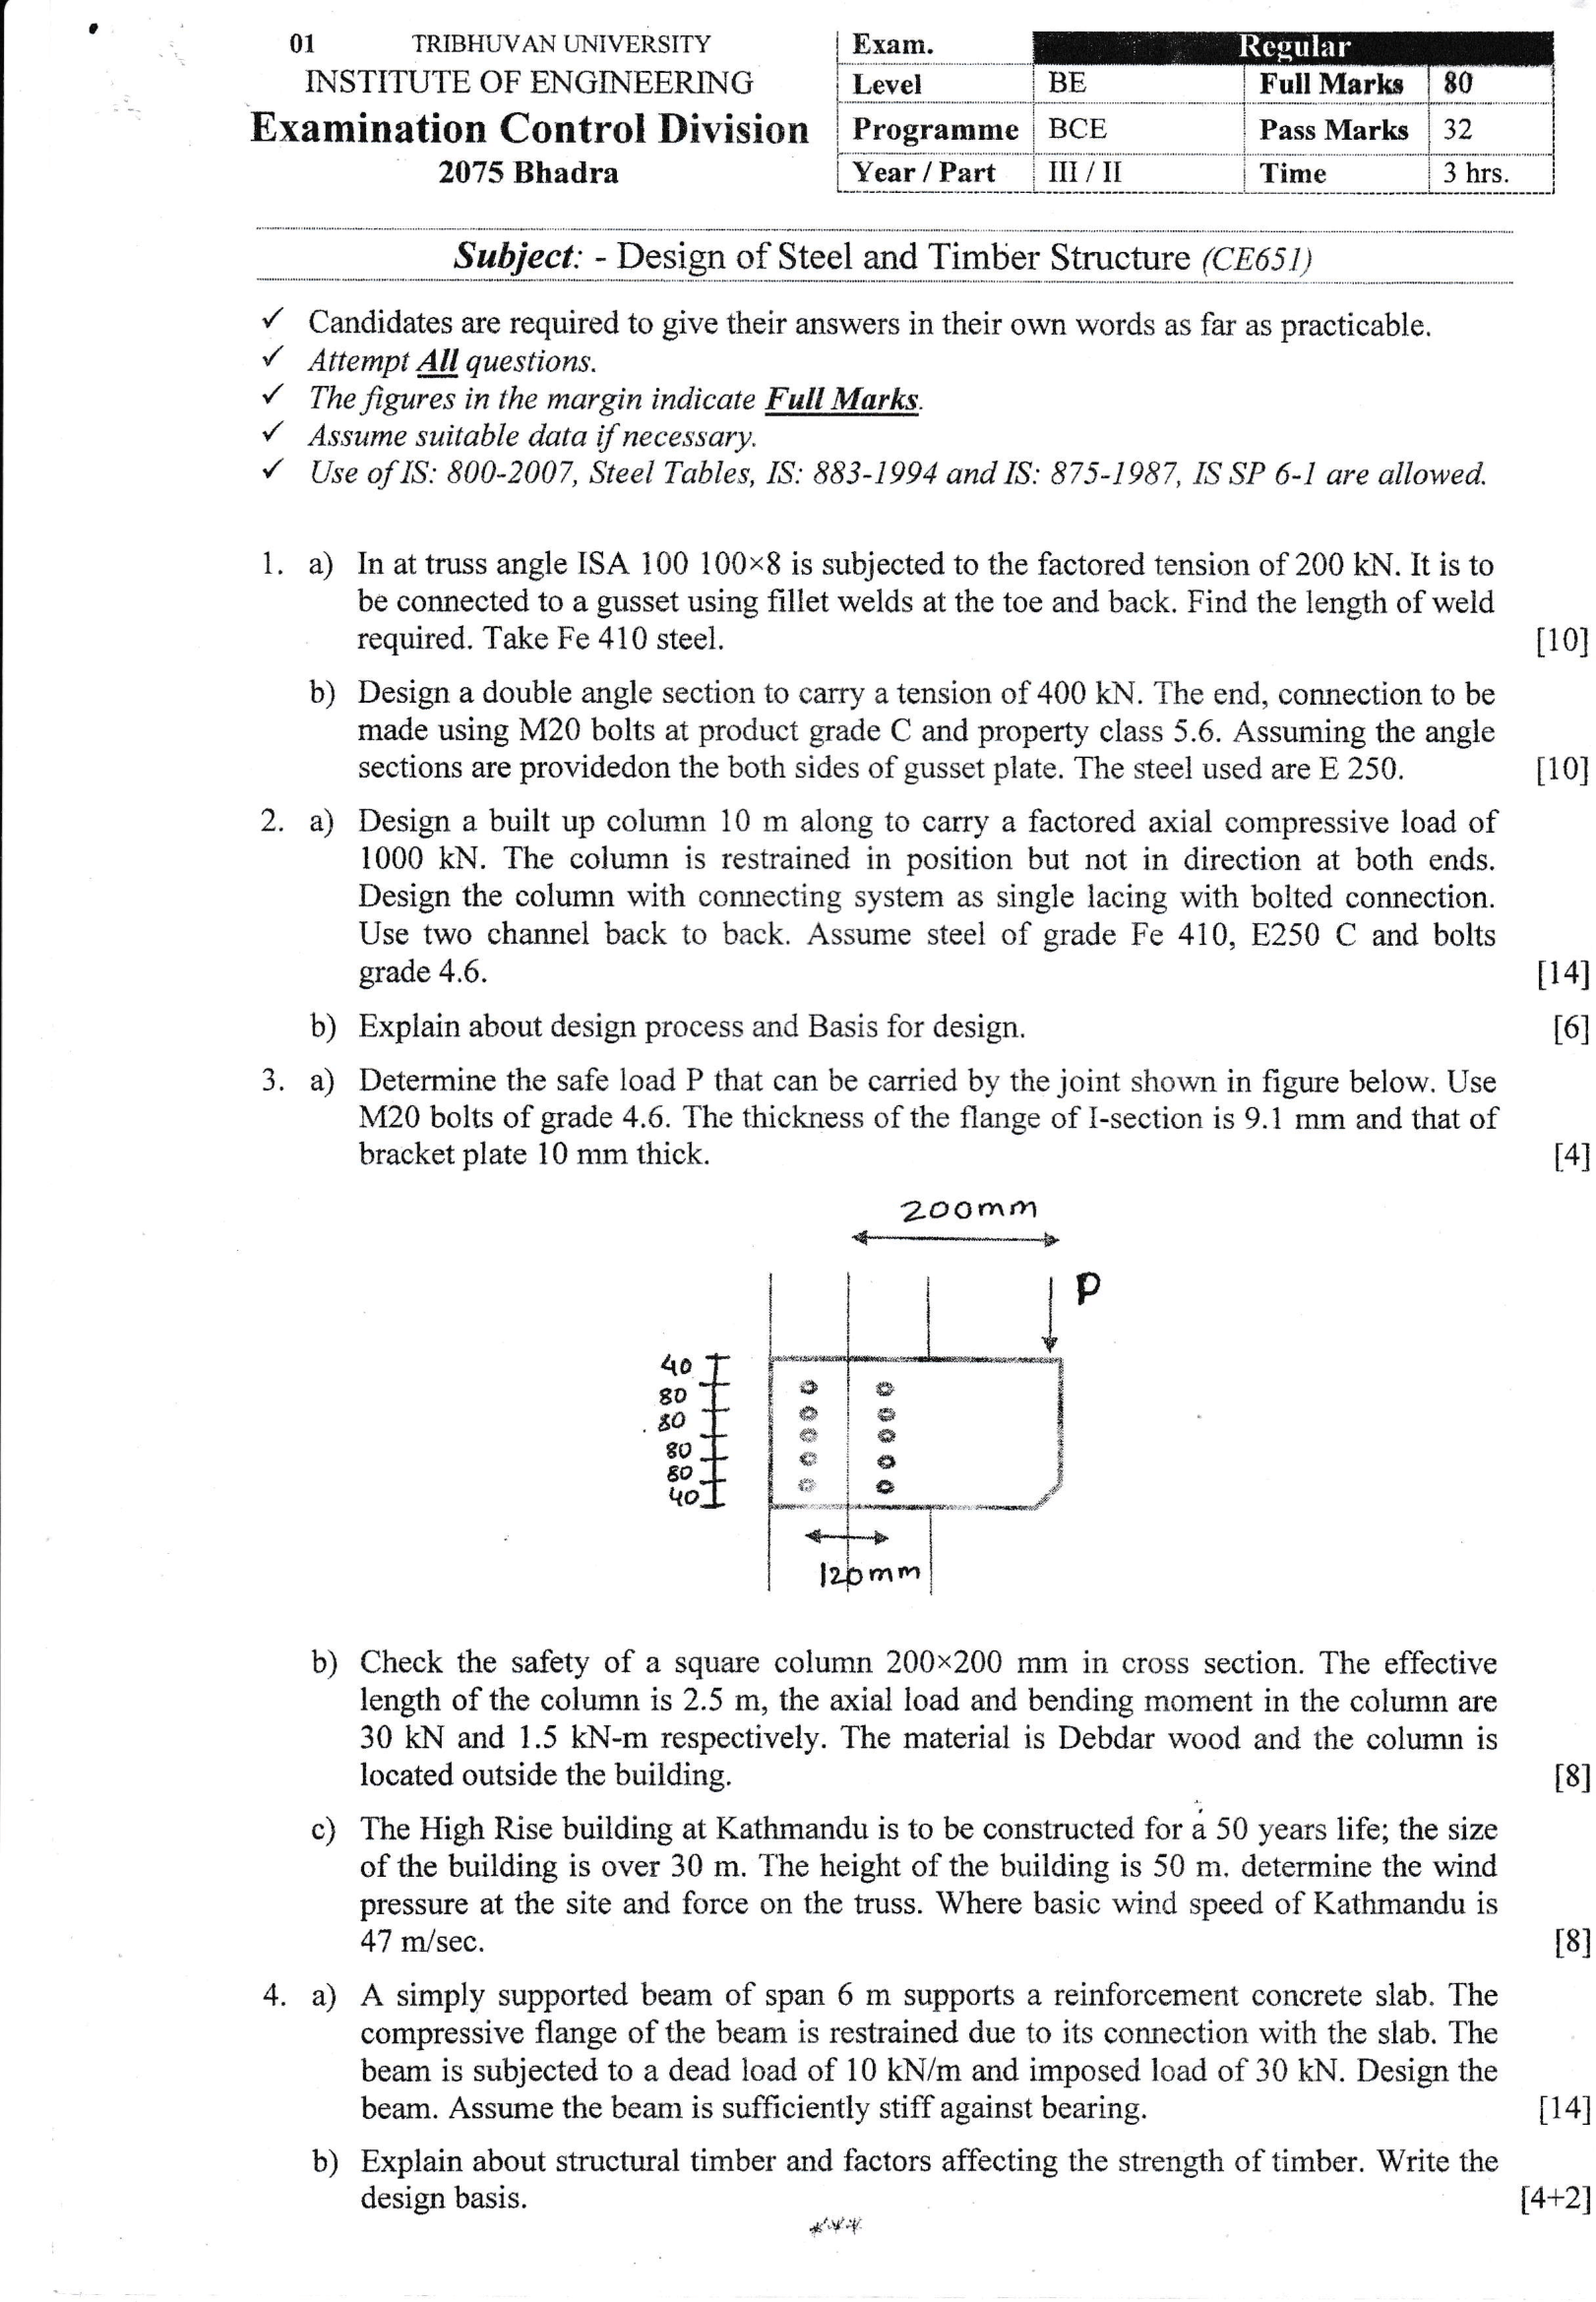 01 TRIBHUVAN UNIVERSITY
INSTITUTE OF ENGINEERING
Examination Control Division
2075 Bhadra
Exam. Regular
Level BE Full Marks 80
Programme BCE Pass Marks 32
Year / Part III / II Time 3 hrs.
Subject: - Design of Steel and Timber Structure (CE651)
✓ Candidates are required to give their answers in their own words as far as practicable.
✓ Attempt All questions.
✓ The figures in the margin indicate Full Marks.
✓ Assume suitable data if necessary.
✓ Use of IS: 800-2007, Steel Tables, IS: 883-1994 and IS: 875-1987, IS SP 6-1 are allowed.
1. a) In at truss angle ISA 100 100×8 is subjected to the factored tension of 200 kN. It is to
be connected to a gusset using fillet welds at the toe and back. Find the length of weld
required. Take Fe 410 steel. [10]
b) Design a double angle section to carry a tension of 400 kN. The end, connection to be
made using M20 bolts at product grade C and property class 5.6. Assuming the angle
sections are providedon the both sides of gusset plate. The steel used are E 250. [10]
2. a) Design a built up column 10 m along to carry a factored axial compressive load of
1000 kN. The column is restrained in position but not in direction at both ends.
Design the column with connecting system as single lacing with bolted connection.
Use two channel back to back. Assume steel of grade Fe 410, E250 C and bolts
grade 4.6. [14]
b) Explain about design process and Basis for design. [6]
3. a) Determine the safe load P that can be carried by the joint shown in figure below. Use
M20 bolts of grade 4.6. The thickness of the flange of I-section is 9.1 mm and that of
bracket plate 10 mm thick. [4]
200mm
P
40
80
80
80
80
40
120mm
b) Check the safety of a square column 200×200 mm in cross section. The effective
length of the column is 2.5 m, the axial load and bending moment in the column are
30 kN and 1.5 kN-m respectively. The material is Debdar wood and the column is
located outside the building. [8]
c) The High Rise building at Kathmandu is to be constructed for a 50 years life; the size
of the building is over 30 m. The height of the building is 50 m. determine the wind
pressure at the site and force on the truss. Where basic wind speed of Kathmandu is
47 m/sec. [8]
4. a) A simply supported beam of span 6 m supports a reinforcement concrete slab. The
compressive flange of the beam is restrained due to its connection with the slab. The
beam is subjected to a dead load of 10 kN/m and imposed load of 30 kN. Design the
beam. Assume the beam is sufficiently stiff against bearing. [14]
b) Explain about structural timber and factors affecting the strength of timber. Write the
design basis. [4+2]
***